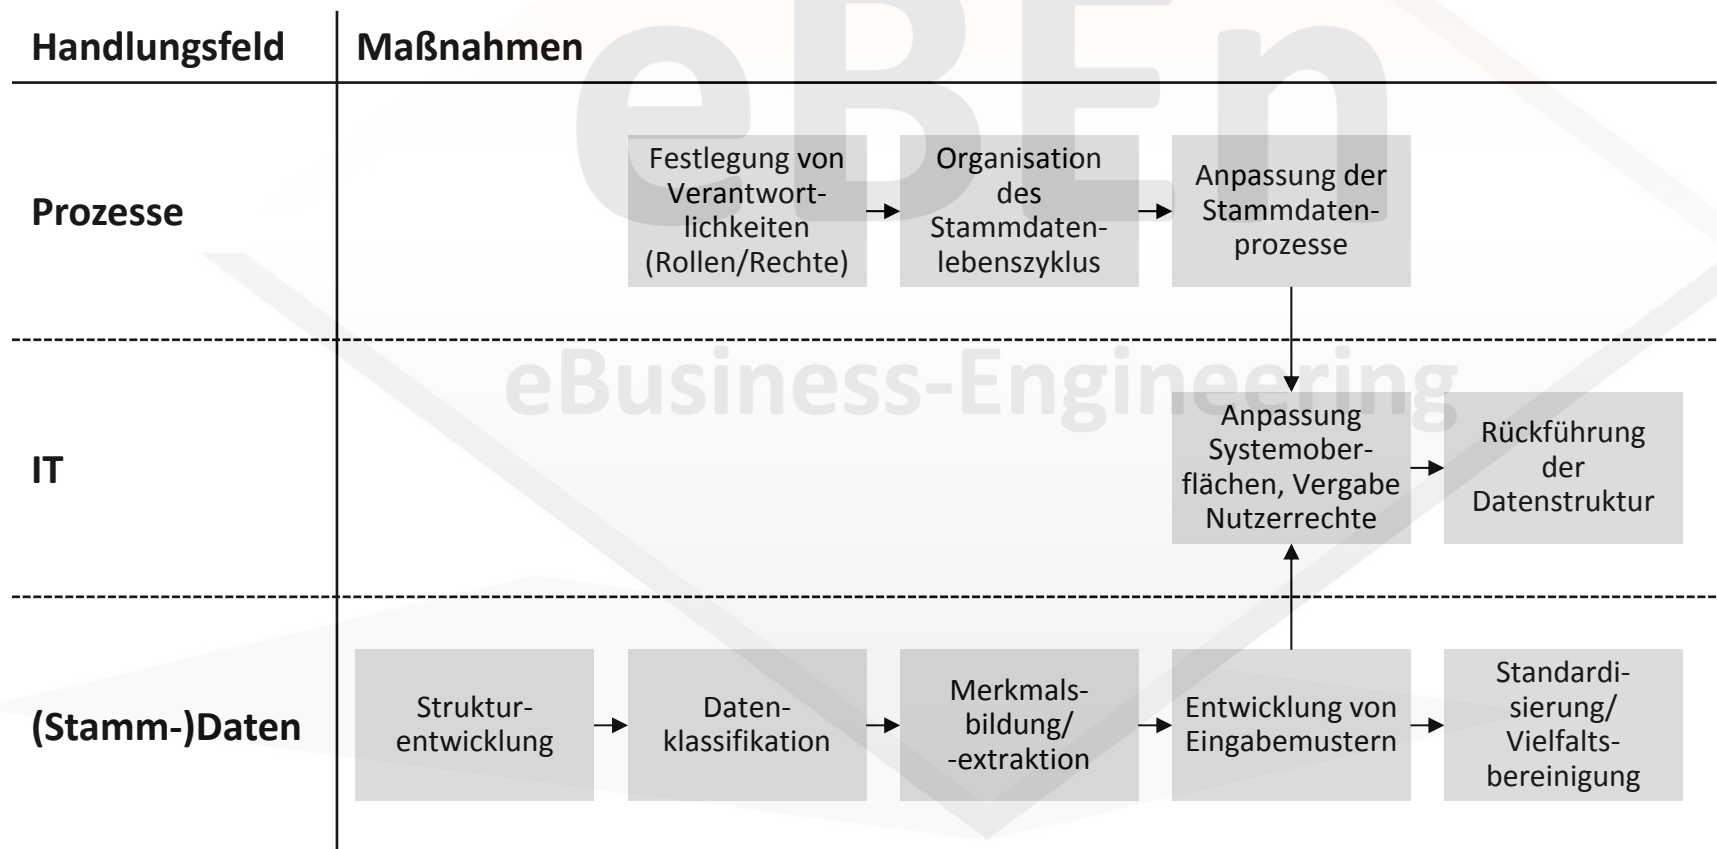 eBEn
eBusiness-Engineering
Handlungsfeld
Maßnahmen
Prozesse
Festlegung von
Verantwort-
lichkeiten
(Rollen/Rechte)
Organisation
des
Stammdaten-
lebenszyklus
Anpassung der
Stammdaten-
prozesse
IT
Anpassung
Systemober-
flächen, Vergabe
Nutzerrechte
Rückführung
der
Datenstruktur
(Stamm-)Daten
Struktur-
entwicklung
Daten-
klassifikation
Merkmals-
bildung/
-extraktion
Entwicklung von
Eingabemustern
Standardi-
sierung/
Vielfalts-
bereinigung